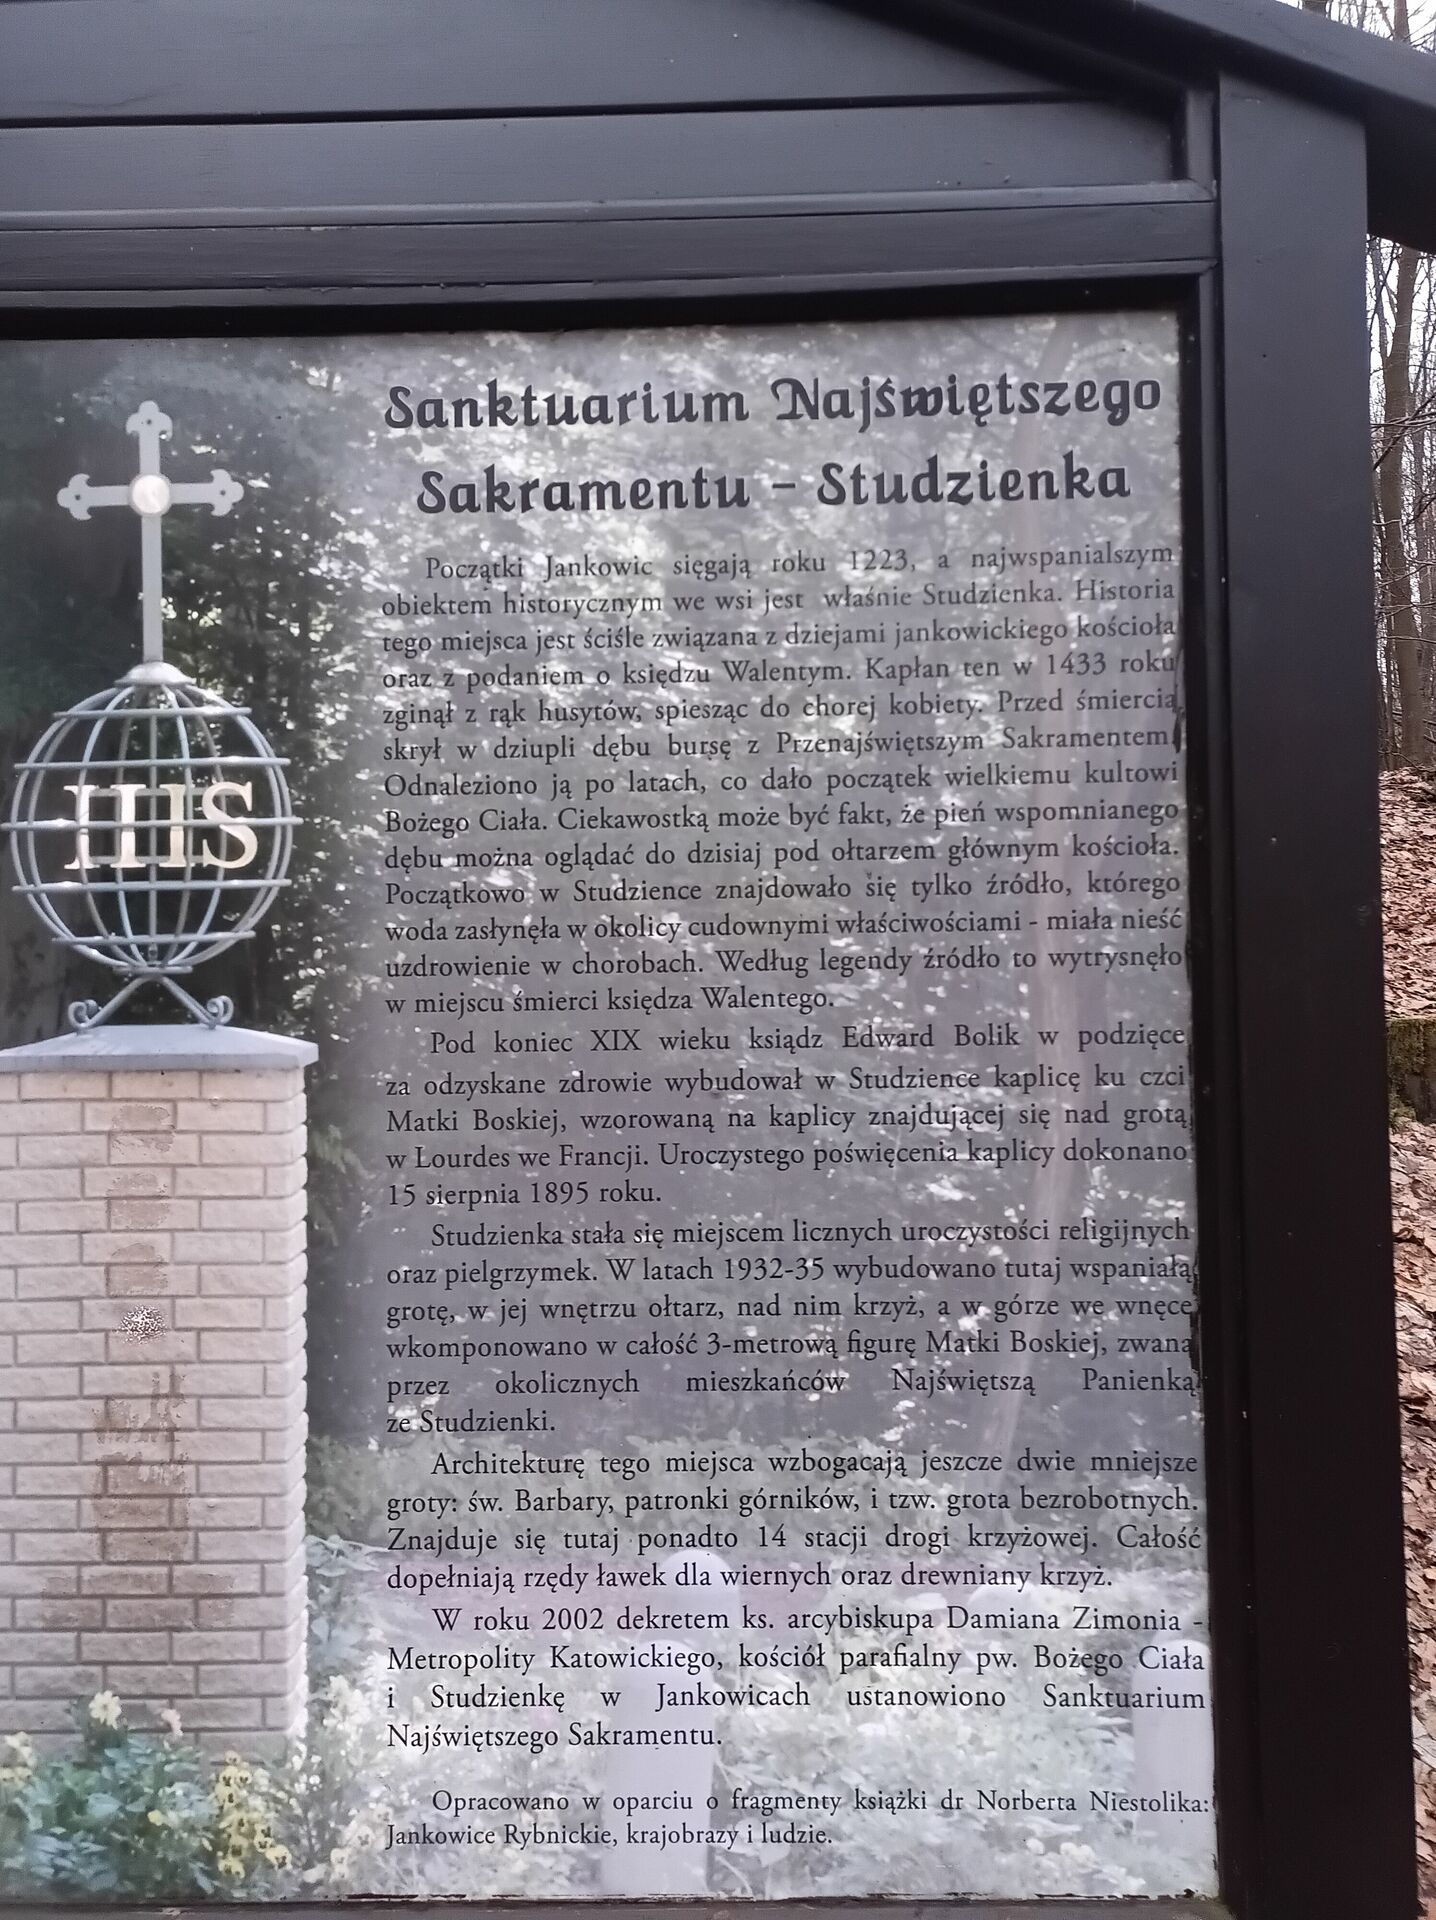 Sanktuarium Najświętszego
Sakramentu - Studzienka
Początki Jankowic sięgają roku 1223, a najwspanialszym
obiektem historycznym we wsi jest właśnie Studzienka. Historia
tego miejsca jest ściśle związana z dziejami jankowickiego kościoła
oraz z podaniem o księdzu Walentym. Kapłan ten w 1433 roku
zginął z rąk husytów, spiesząc do chorej kobiety. Przed śmiercią
skrył w dziupli dębu bursę z Przenajświętszym Sakramentem.
Odnaleziono ją po latach, co dało początek wielkiemu kultowi
Bożego Ciała. Ciekawostką może być fakt, że pień wspomnianego
dębu można oglądać do dzisiaj pod ołtarzem głównym kościoła.
Początkowo w Studzience znajdowało się tylko źródło, którego
woda zasłynęła w okolicy cudownymi właściwościami - miała nieść
uzdrowienie w chorobach. Według legendy źródło to wytrysnęło
w miejscu śmierci księdza Walentego.
Pod koniec XIX wieku ksiądz Edward Bolik w podzięce
za odzyskane zdrowie wybudował w Studzience kaplicę ku czci
Matki Boskiej, wzorowaną na kaplicy znajdującej się nad grotą
w Lourdes we Francji. Uroczystego poświęcenia kaplicy dokonano
15 sierpnia 1895 roku.
Studzienka stała się miejscem licznych uroczystości religijnych
oraz pielgrzymek. W latach 1932-35 wybudowano tutaj wspaniałą
grotę, w jej wnętrzu ołtarz, nad nim krzyż, a w górze we wnęce
wkomponowano w całość 3-metrową figurę Matki Boskiej, zwaną
przez okolicznych mieszkańców Najświętszą Panienką
ze Studzienki.
Architekturę tego miejsca wzbogacają jeszcze dwie mniejsze
groty: św. Barbary, patronki górników, i tzw. grota bezrobotnych.
Znajduje się tutaj ponadto 14 stacji drogi krzyżowej. Całość
dopełniają rzędy ławek dla wiernych oraz drewniany krzyż.
W roku 2002 dekretem ks. arcybiskupa Damiana Zimonia -
Metropolity Katowickiego, kościół parafialny pw. Bożego Ciała
i Studzienkę w Jankowicach ustanowiono Sanktuarium
Najświętszego Sakramentu.
Opracowano w oparciu o fragmenty książki dr Norberta Niestolika:
Jankowice Rybnickie, krajobrazy i ludzie.
IHS